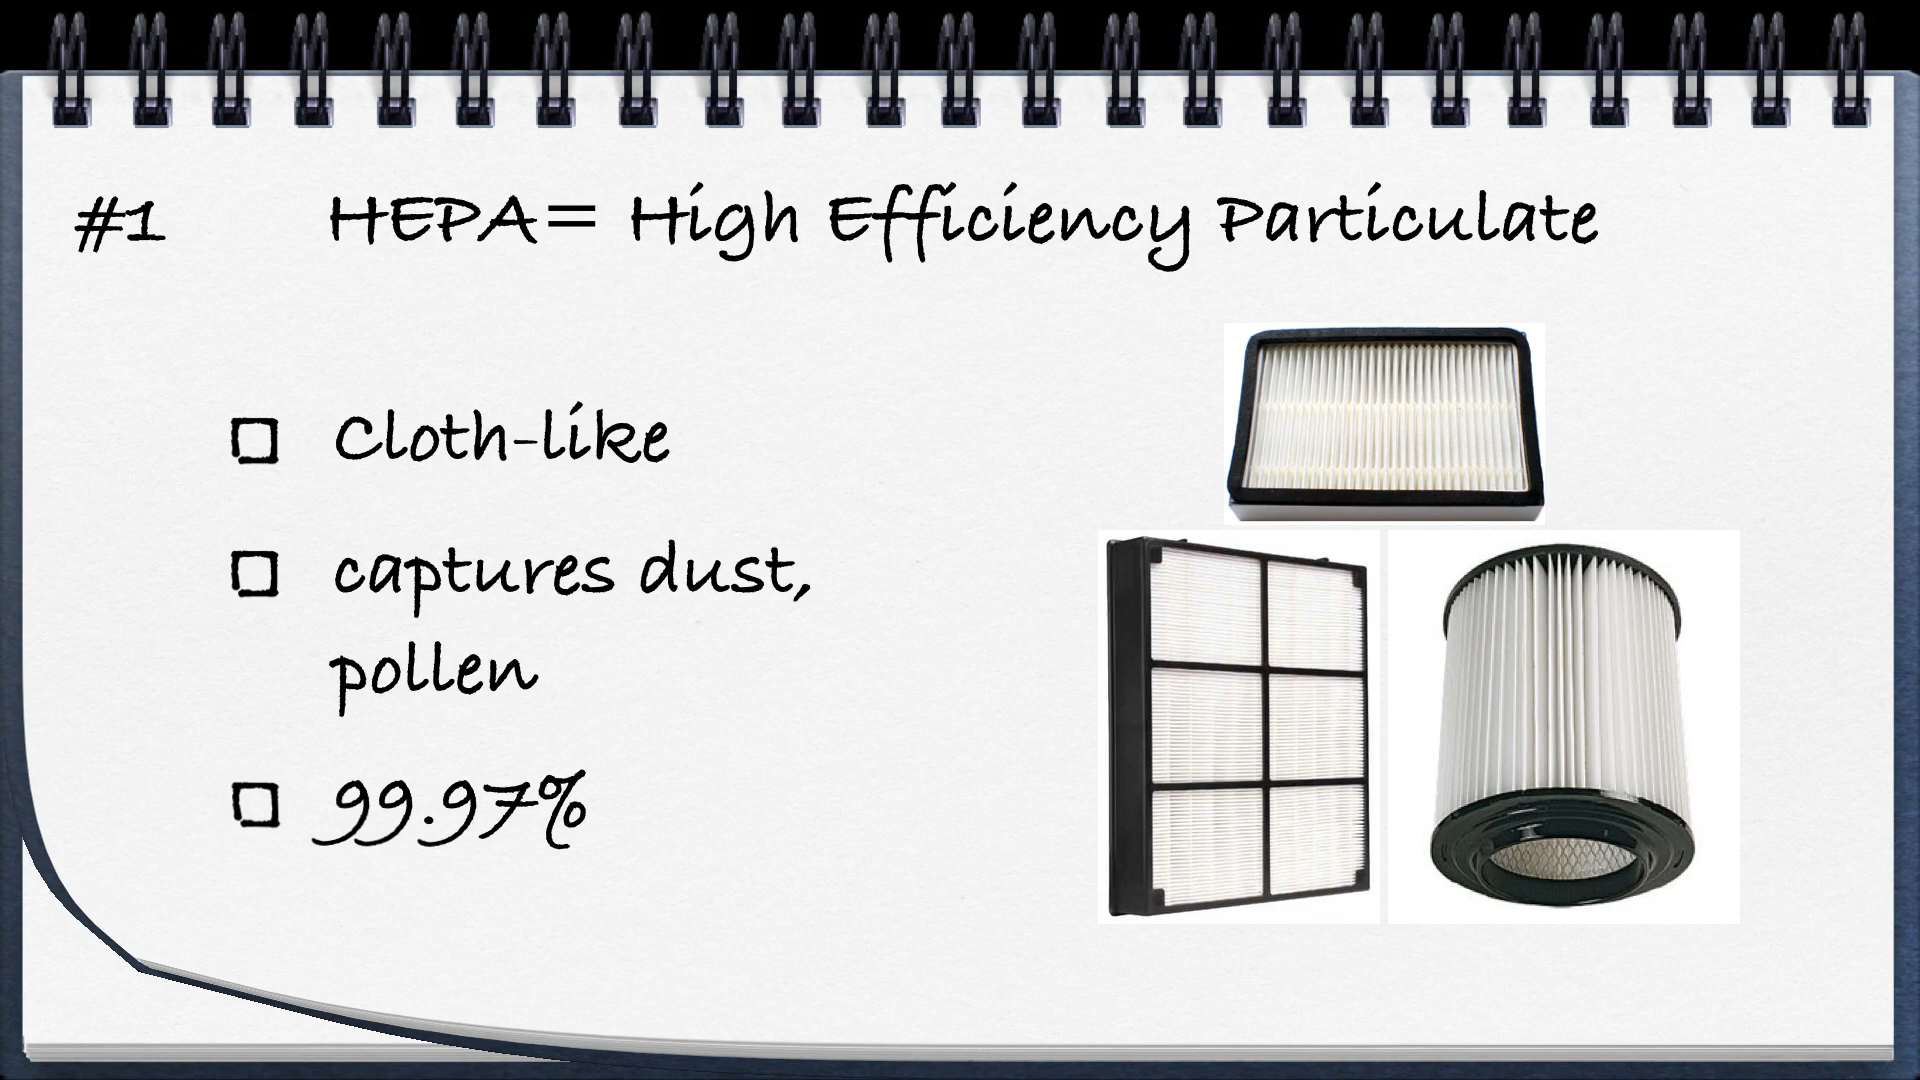 #1 HEPA= High Efficiency Particulate
Cloth-like
captures dust,
pollen
99.97%